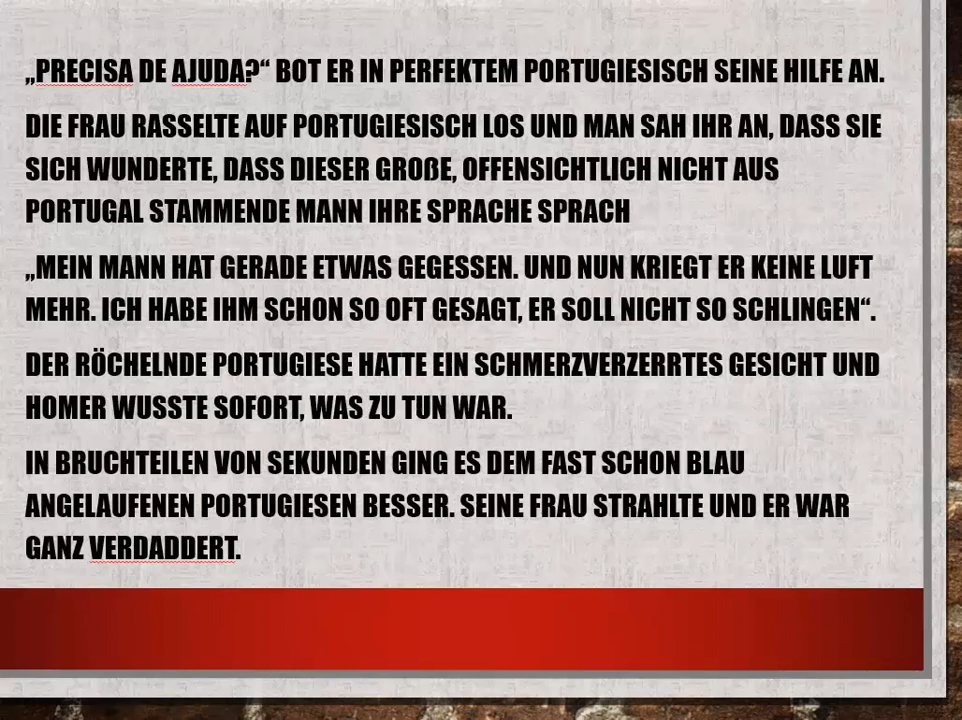 „PRECISA DE AJUDA?“ BOT ER IN PERFEKTEM PORTUGIESISCH SEINE HILFE AN.
DIE FRAU RASSELTE AUF PORTUGIESISCH LOS UND MAN SAH IHR AN, DASS SIE
SICH WUNDERTE, DASS DIESER GROßE, OFFENSICHTLICH NICHT AUS
PORTUGAL STAMMENDE MANN IHRE SPRACHE SPRACH
„MEIN MANN HAT GERADE ETWAS GEGESSEN. UND NUN KRIEGT ER KEINE LUFT
MEHR. ICH HABE IHM SCHON SO OFT GESAGT, ER SOLL NICHT SO SCHLINGEN“.
DER RÖCHELNDE PORTUGIESE HATTE EIN SCHMERZVERZERRTES GESICHT UND
HOMER WUSSTE SOFORT, WAS ZU TUN WAR.
IN BRUCHTEILEN VON SEKUNDEN GING ES DEM FAST SCHON BLAU
ANGELAUFENEN PORTUGIESEN BESSER. SEINE FRAU STRAHLTE UND ER WAR
GANZ VERDADDERT.